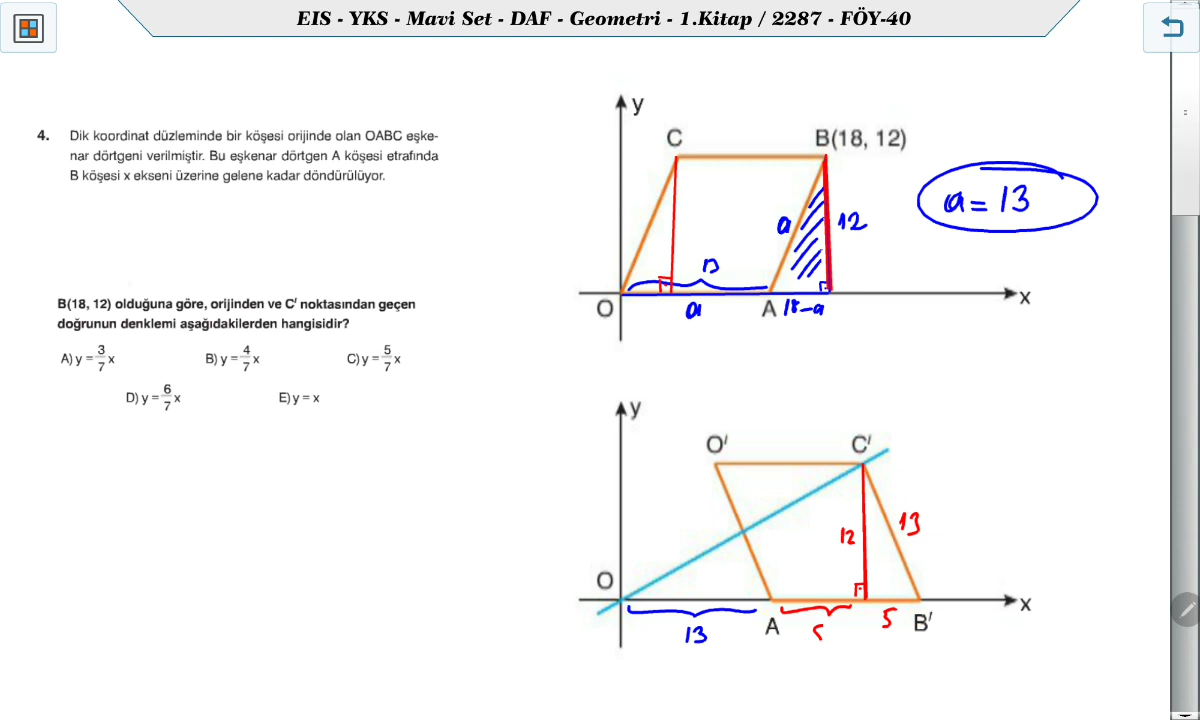 EIS - YKS - Mavi Set - DAF - Geometri - 1.Kitap / 2287 - FÖY-40
4. Dik koordinat düzleminde bir köşesi orijinde olan OABC eşke-
nar dörtgeni verilmiştir. Bu eşkenar dörtgen A köşesi etrafında
B köşesi x ekseni üzerine gelene kadar döndürülüyor.
B(18, 12) olduğuna göre, orijinden ve C' noktasından geçen
doğrunun denklemi aşağıdakilerden hangisidir?
A) y = 3/7 x B) y = 4/7 x C) y = 5/7 x
D) y = 6/7 x E) y = x
y
C B(18, 12)
a = 13
a 12
13
O a A 18-a x
y
O' C'
12 13
O x
13 A 5 B'